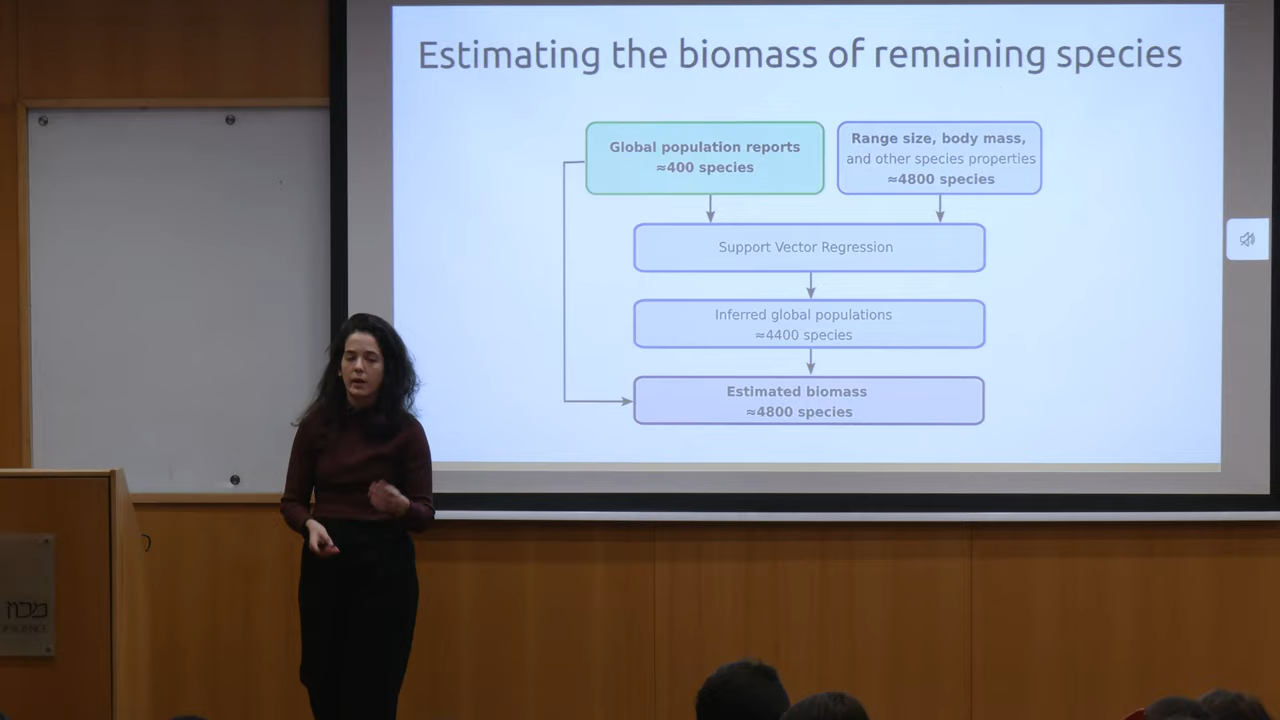 Estimating the biomass of remaining species
Global population reports
≈400 species
Range size, body mass,
and other species properties
≈4800 species
Support Vector Regression
Inferred global populations
≈4400 species
Estimated biomass
≈4800 species
מכון